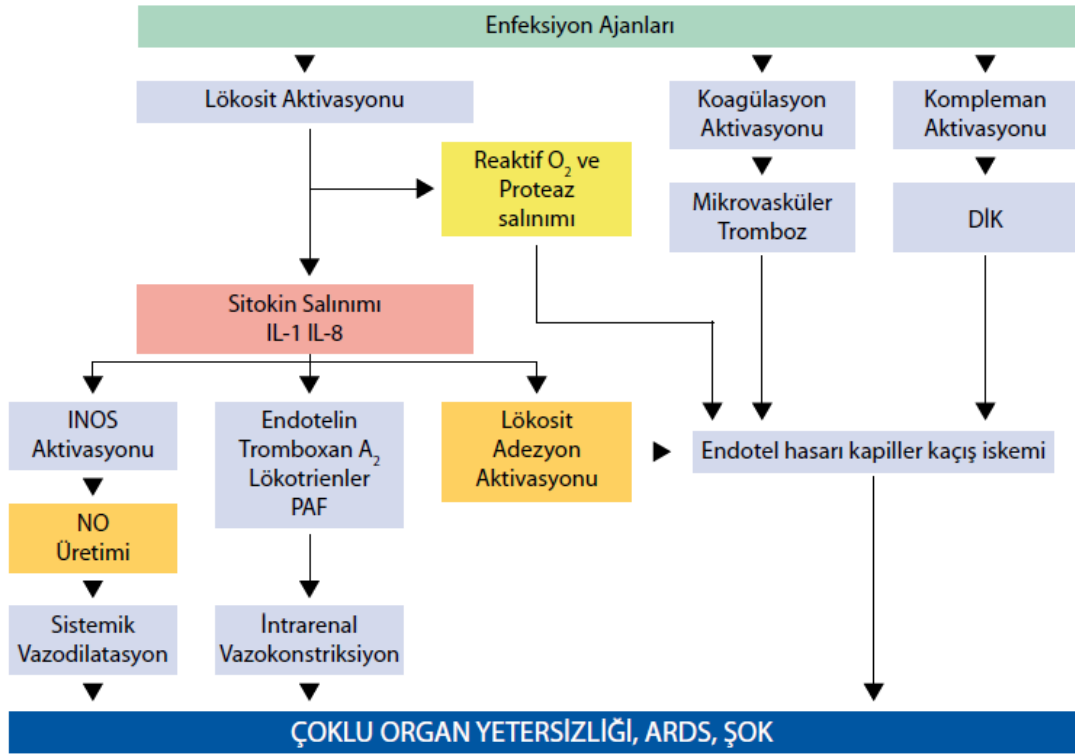 Enfeksiyon Ajanları
Lökosit Aktivasyonu
Koagülasyon
Aktivasyonu
Kompleman
Aktivasyonu
Reaktif O₂ ve
Proteaz
salınımı
Mikrovasküler
Tromboz
DİK
Sitokin Salınımı
IL-1 IL-8
INOS
Aktivasyonu
Endotelin
Tromboxan A₂
Lökotrienler
PAF
Lökosit
Adezyon
Aktivasyonu
Endotel hasarı kapiller kaçış iskemi
NO
Üretimi
Sistemik
Vazodilatasyon
İntrarenal
Vazokonstriksiyon
ÇOKLU ORGAN YETERSİZLİĞİ, ARDS, ŞOK